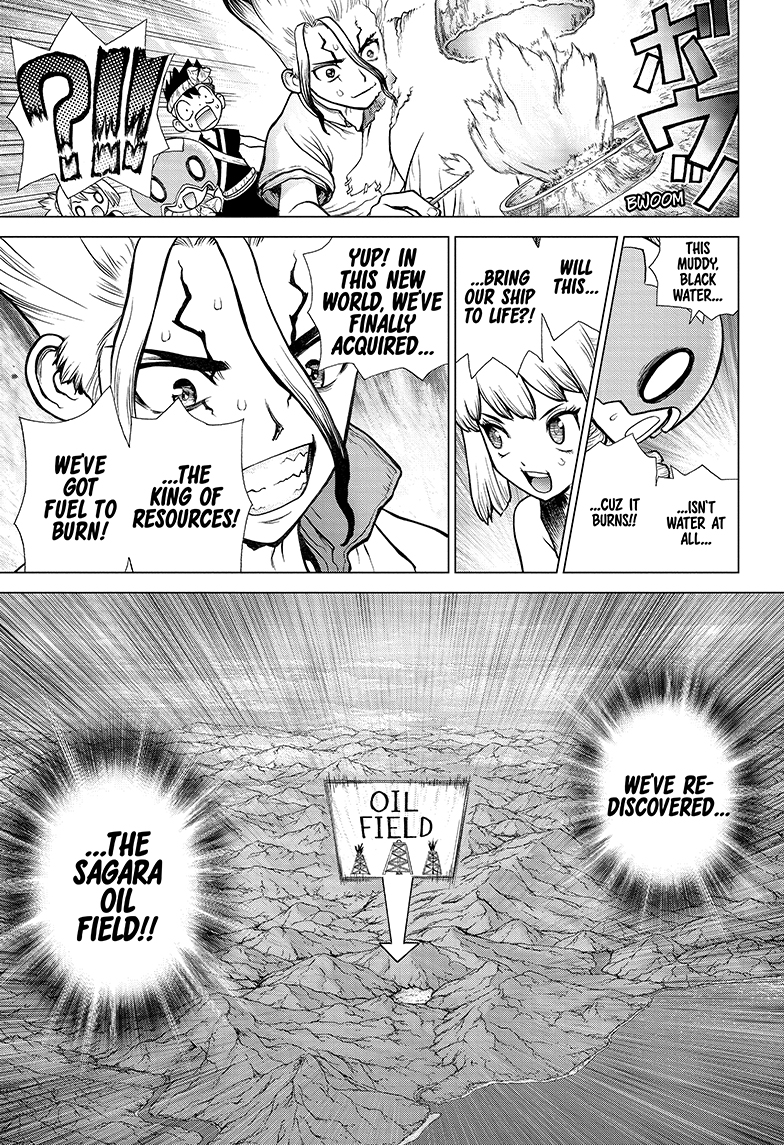 ボウッ!
BWOOM
?!!
THIS
MUDDY,
BLACK
WATER...
...ISN'T
WATER AT
ALL...
...CUZ IT
BURNS!!
WILL
THIS...
...BRING
OUR SHIP
TO LIFE?!
YUP! IN
THIS NEW
WORLD, WE'VE
FINALLY
ACQUIRED...
...THE
KING OF
RESOURCES!
WE'VE
GOT
FUEL TO
BURN!
WE'VE RE-
DISCOVERED...
OIL
FIELD
...THE
SAGARA
OIL
FIELD!!